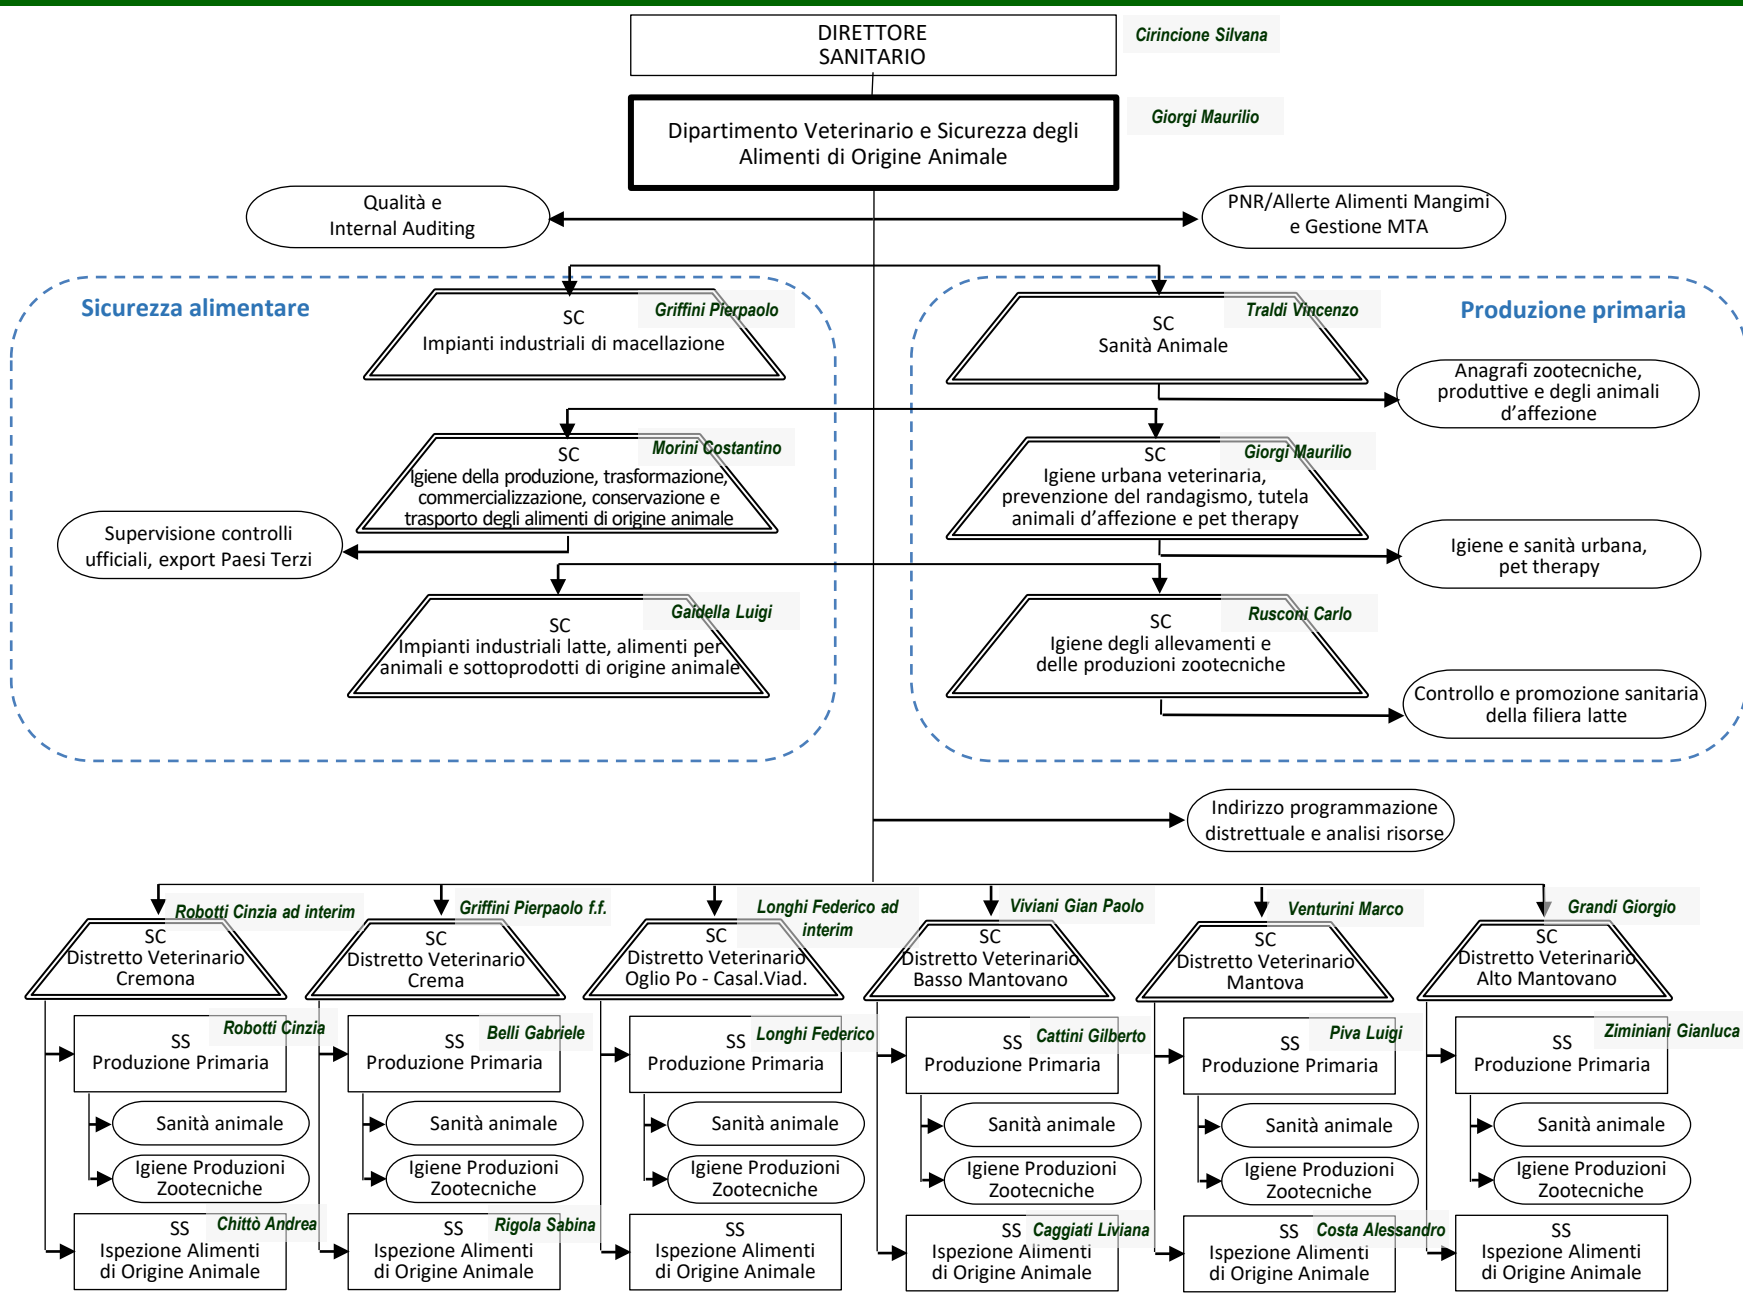 DIRETTORE
SANITARIO
Cirincione Silvana
Dipartimento Veterinario e Sicurezza degli
Alimenti di Origine Animale
Giorgi Maurilio
Qualità e
Internal Auditing
PNR/Allerte Alimenti Mangimi
e Gestione MTA
Sicurezza alimentare
SC
Impianti industriali di macellazione
Griffini Pierpaolo
SC
Igiene della produzione, trasformazione,
commercializzazione, conservazione e
trasporto degli alimenti di origine animale
Morini Costantino
Supervisione controlli
ufficiali, export Paesi Terzi
SC
Impianti industriali latte, alimenti per
animali e sottoprodotti di origine animale
Gaidella Luigi
Produzione primaria
SC
Sanità Animale
Traldi Vincenzo
Anagrafi zootecniche,
produttive e degli animali
d’affezione
SC
Igiene urbana veterinaria,
prevenzione del randagismo, tutela
animali d’affezione e pet therapy
Giorgi Maurilio
Igiene e sanità urbana,
pet therapy
SC
Igiene degli allevamenti e
delle produzioni zootecniche
Rusconi Carlo
Controllo e promozione sanitaria
della filiera latte
Indirizzo programmazione
distrettuale e analisi risorse
Robotti Cinzia ad interim
SC
Distretto Veterinario
Cremona
Robotti Cinzia
SS
Produzione Primaria
Sanità animale
Igiene Produzioni
Zootecniche
Chittò Andrea
SS
Ispezione Alimenti
di Origine Animale
Griffini Pierpaolo f.f.
SC
Distretto Veterinario
Crema
Belli Gabriele
SS
Produzione Primaria
Sanità animale
Igiene Produzioni
Zootecniche
Rigola Sabina
SS
Ispezione Alimenti
di Origine Animale
Longhi Federico ad
interim
SC
Distretto Veterinario
Oglio Po - Casal.Viad.
Longhi Federico
SS
Produzione Primaria
Sanità animale
Igiene Produzioni
Zootecniche
SS
Ispezione Alimenti
di Origine Animale
Viviani Gian Paolo
SC
Distretto Veterinario
Basso Mantovano
Cattini Gilberto
SS
Produzione Primaria
Sanità animale
Igiene Produzioni
Zootecniche
Caggiati Liviana
SS
Ispezione Alimenti
di Origine Animale
Venturini Marco
SC
Distretto Veterinario
Mantova
Piva Luigi
SS
Produzione Primaria
Sanità animale
Igiene Produzioni
Zootecniche
Costa Alessandro
SS
Ispezione Alimenti
di Origine Animale
Grandi Giorgio
SC
Distretto Veterinario
Alto Mantovano
Ziminiani Gianluca
SS
Produzione Primaria
Sanità animale
Igiene Produzioni
Zootecniche
SS
Ispezione Alimenti
di Origine Animale